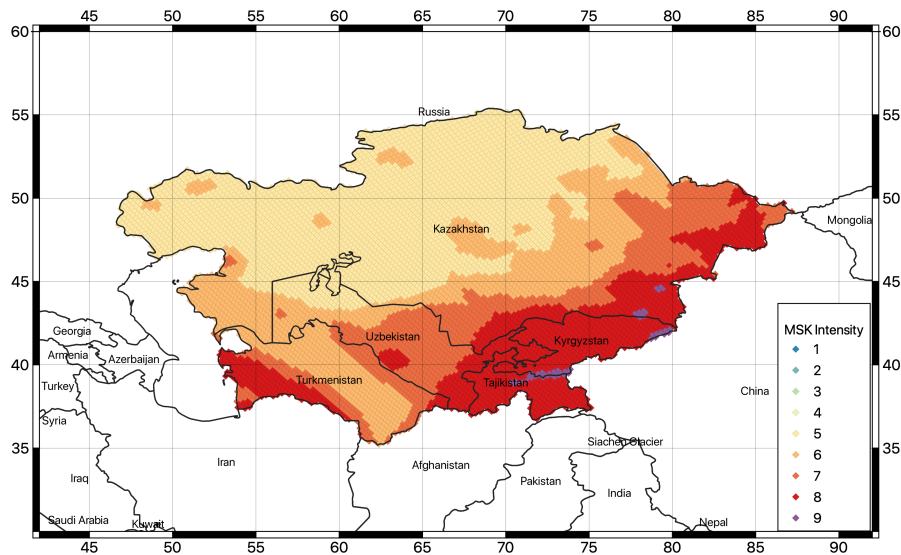 45 50 55 60 65 70 75 80 85 90
60 60
Russia
55 55
50 50
Mongolia
Kazakhstan
45 45
MSK Intensity
Georgia
Uzbekistan
Kyrgyzstan
1
Armenia
Azerbaijan
2
40 40
Turkey
Turkmenistan
Tajikistan
China
3
4
Syria
5
35 35
Siachen Glacier
Iran
Afghanistan
6
Iraq
Pakistan
7
India
8
Saudi Arabia
Kuwait
Nepal
9
45 50 55 60 65 70 75 80 85 90